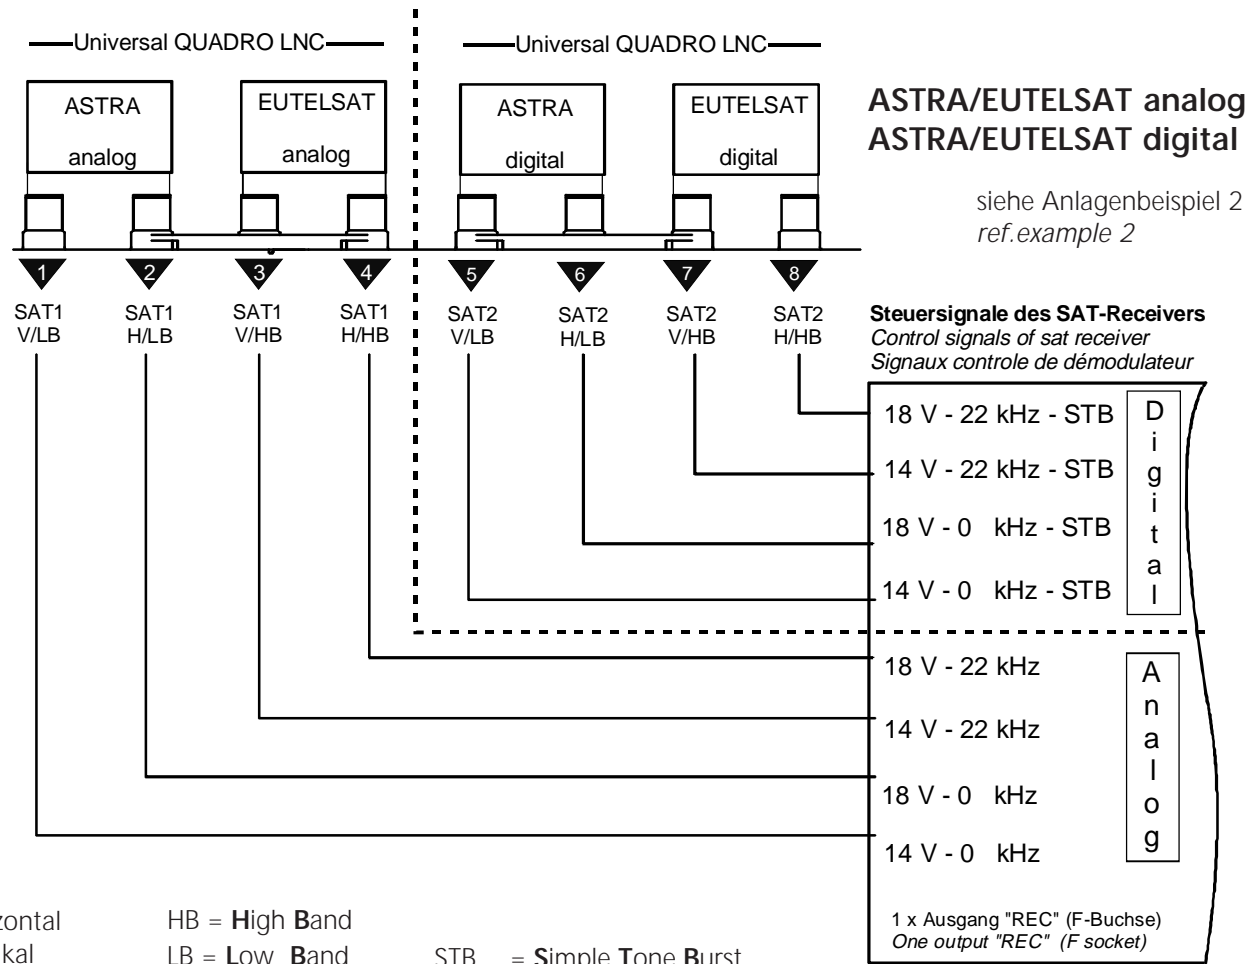 Universal QUADRO LNC
Universal QUADRO LNC
ASTRA
analog
EUTELSAT
analog
ASTRA
digital
EUTELSAT
digital
ASTRA/EUTELSAT analog
ASTRA/EUTELSAT digital
siehe Anlagenbeispiel 2
ref.example 2
1 2 3 4 5 6 7 8
SAT1 SAT1 SAT1 SAT1 SAT2 SAT2 SAT2 SAT2
V/LB H/LB V/HB H/HB V/LB H/LB V/HB H/HB
Steuersignale des SAT-Receivers
Control signals of sat receiver
Signaux controle de démodulateur
18 V - 22 kHz - STB
14 V - 22 kHz - STB
18 V - 0 kHz - STB
14 V - 0 kHz - STB
Digital
18 V - 22 kHz
14 V - 22 kHz
18 V - 0 kHz
14 V - 0 kHz
Analog
1 x Ausgang "REC" (F-Buchse)
One output "REC" (F socket)
zontal
kal
HB = High Band
LB = Low Band
STB = Simple Tone Burst